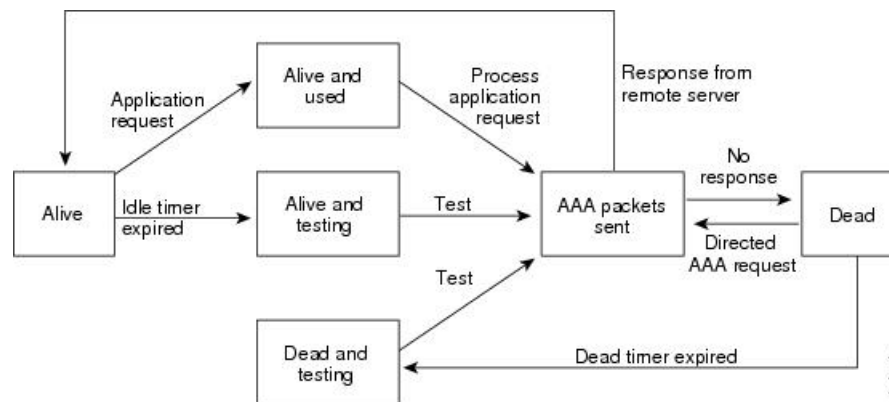 Alive and
used
Process
application
request
Response from
remote server
Application
request
No
response
Alive
Idle timer
expired
Alive and
testing
Test
AAA packets
sent
Dead
Directed
AAA request
Test
Dead and
testing
Dead timer expired